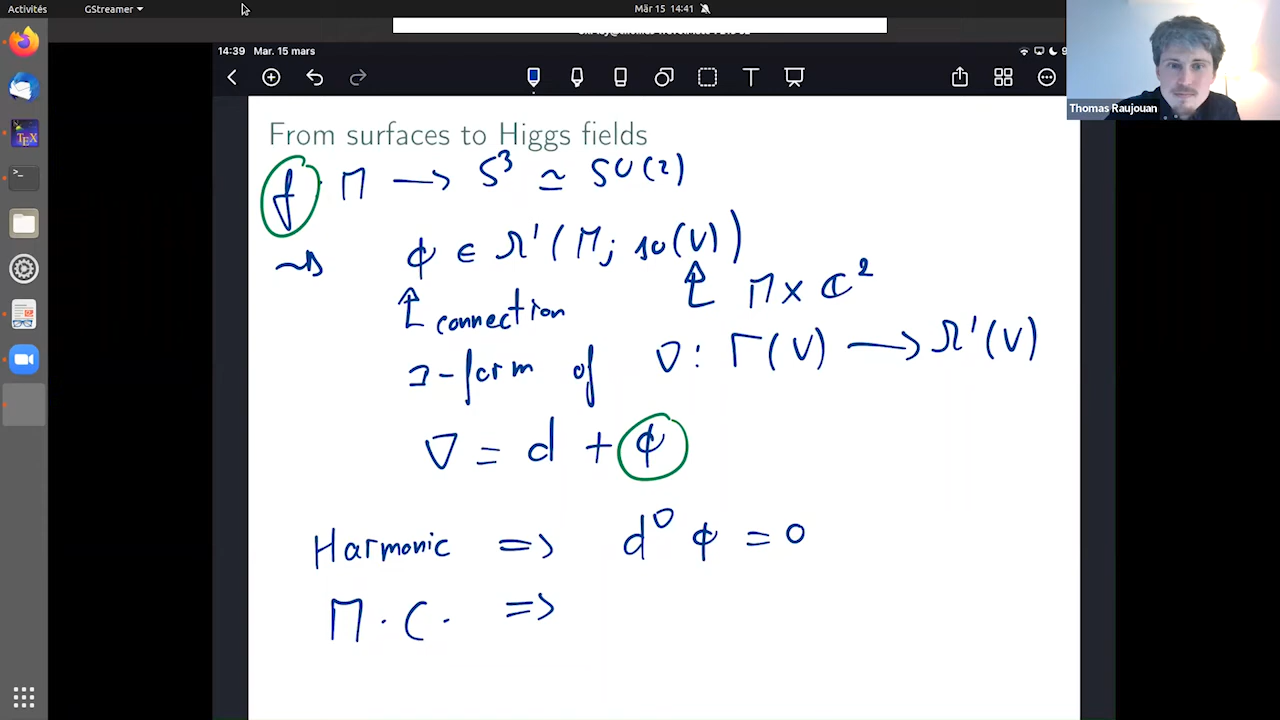 Activités GStreamer Mär 15 14:41
14:39 Mar. 15 mars
Thomas Raujouan
From surfaces to Higgs fields
f : M → S³ ≃ SU(2)
⇝ ϕ ∈ Ω¹(M; su(V))
↑ connection ↑ M × ℂ²
1-form of ∇: Γ(V) → Ω¹(V)
∇ = d + ϕ
Harmonic ⇒ d^∇ ϕ = 0
M.C. ⇒